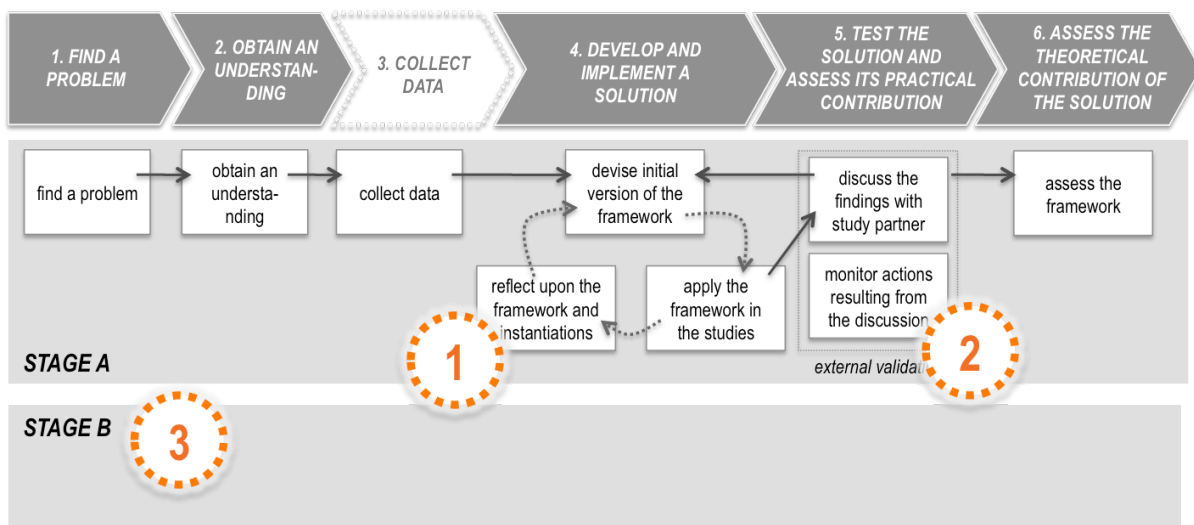 1. FIND A
PROBLEM
2. OBTAIN AN
UNDERSTAN-
DING
3. COLLECT
DATA
4. DEVELOP AND
IMPLEMENT A
SOLUTION
5. TEST THE
SOLUTION AND
ASSESS ITS PRACTICAL
CONTRIBUTION
6. ASSESS THE
THEORETICAL
CONTRIBUTION OF
THE SOLUTION
find a problem
obtain an
understa-
nding
collect data
devise initial
version of the
framework
discuss the
findings with
study partner
assess the
framework
reflect upon the
framework and
instantiations
apply the
framework in
the studies
monitor actions
resulting from
the discussion
external validati
1
2
STAGE A
STAGE B
3